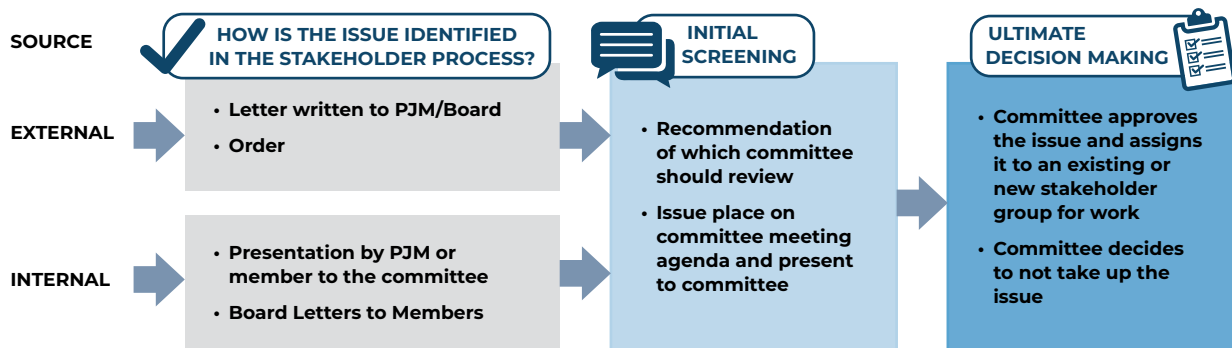 SOURCE
HOW IS THE ISSUE IDENTIFIED
IN THE STAKEHOLDER PROCESS?
INITIAL
SCREENING
ULTIMATE
DECISION MAKING
EXTERNAL
• Letter written to PJM/Board
• Order
INTERNAL
• Presentation by PJM or
member to the committee
• Board Letters to Members
• Recommendation
of which committee
should review
• Issue place on
committee meeting
agenda and present
to committee
• Committee approves
the issue and assigns
it to an existing or
new stakeholder
group for work
• Committee decides
to not take up the
issue